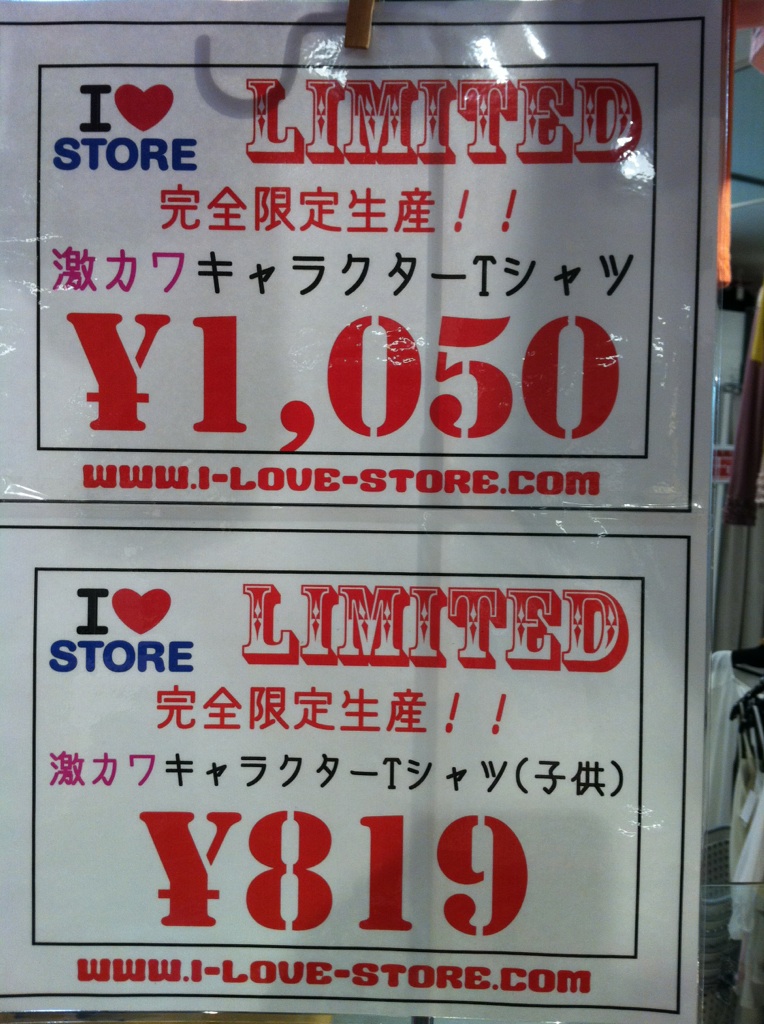 I ❤ STORE
LIMITED
完全限定生産！！
激カワキャラクターTシャツ
¥1,050
WWW.I-LOVE-STORE.COM
I ❤ STORE
LIMITED
完全限定生産！！
激カワキャラクターTシャツ(子供)
¥819
WWW.I-LOVE-STORE.COM